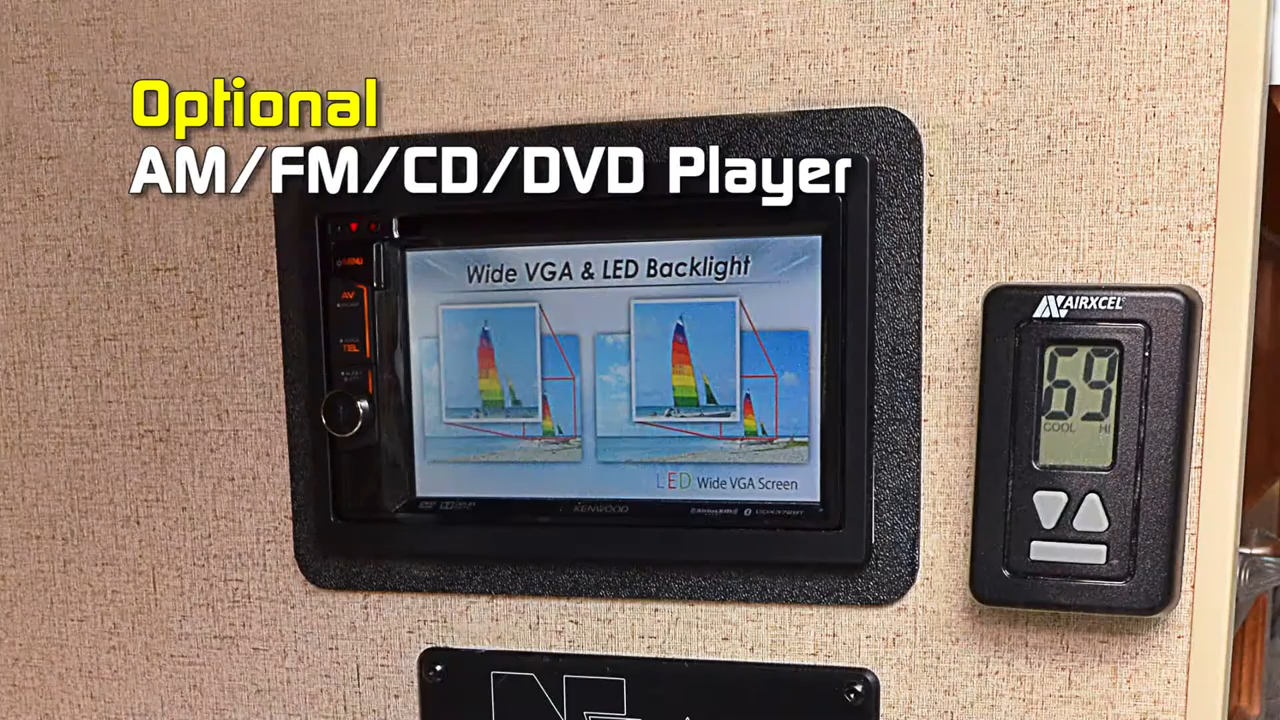 Optional
AM/FM/CD/DVD Player
MENU
AV
TEL
Wide VGA & LED Backlight
LED Wide VGA Screen
KENWOOD
AIRXCEL
69
COOL HI